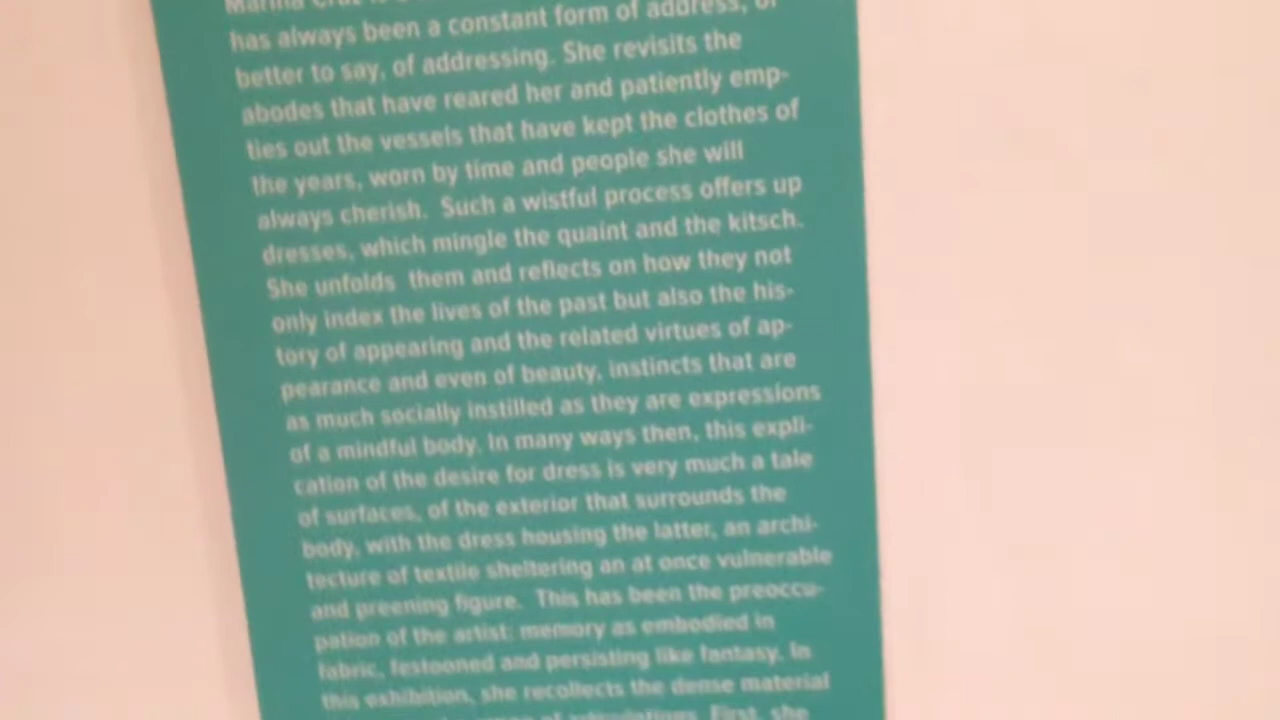 Marina Cruz is
has always been a constant form of address, or
better to say, of addressing. She revisits the
abodes that have reared her and patiently emp-
ties out the vessels that have kept the clothes of
the years, worn by time and people she will
always cherish. Such a wistful process offers up
dresses, which mingle the quaint and the kitsch.
She unfolds them and reflects on how they not
only index the lives of the past but also the his-
tory of appearing and the related virtues of ap-
pearance and even of beauty, instincts that are
as much socially instilled as they are expressions
of a mindful body. In many ways then, this expli-
cation of the desire for dress is very much a tale
of surfaces, of the exterior that surrounds the
body, with the dress housing the latter, an archi-
tecture of textile sheltering an at once vulnerable
and preening figure. This has been the preoccu-
pation of the artist: memory as embodied in
fabric, festooned and persisting like fantasy. In
this exhibition, she recollects the dense material
of First, she